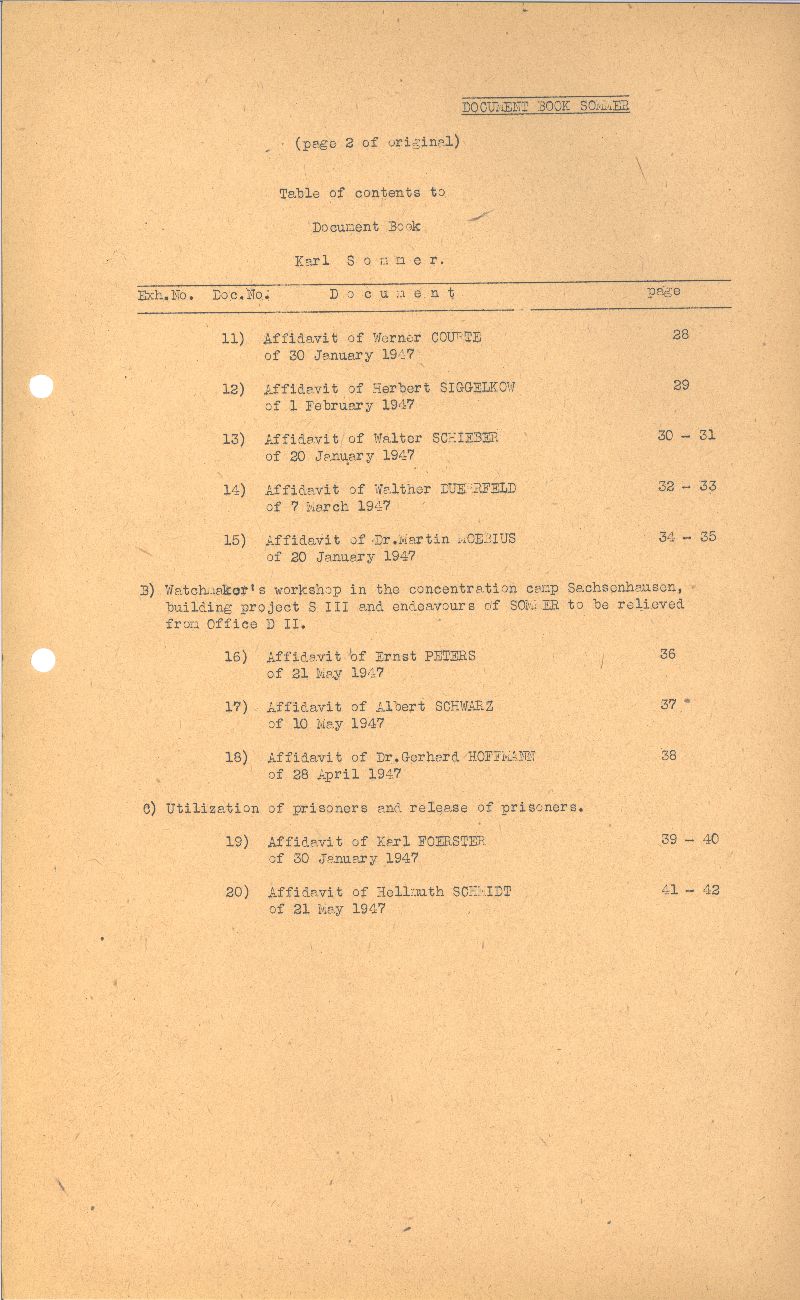 DOCUMENT BOOK SOMMER
(page 2 of original)
Table of contents to
Document Book
Karl S o m m e r.
Exh.No. Doc.No. D o c u m e n t page
11) Affidavit of Werner COURTE 28
of 30 January 1947
12) Affidavit of Herbert SIGGELKOW 29
of 1 February 1947
13) Affidavit of Walter SCHIEBER 30 - 31
of 20 January 1947
14) Affidavit of Walther DUERRFELD 32 - 33
of 7 March 1947
15) Affidavit of Dr.Martin MOEBIUS 34 - 35
of 20 January 1947
B) Watchmaker's workshop in the concentration camp Sachsenhausen,
building project S III and endeavours of SOMMER to be relieved
from Office D II.
16) Affidavit of Ernst PETERS 36
of 21 May 1947
17) Affidavit of Albert SCHWARZ 37
of 10 May 1947
18) Affidavit of Dr.Gerhard HOFFMANN 38
of 28 April 1947
C) Utilization of prisoners and release of prisoners.
19) Affidavit of Karl FOERSTER 39 - 40
of 30 January 1947
20) Affidavit of Hellmuth SCHMIDT 41 - 42
of 21 May 1947